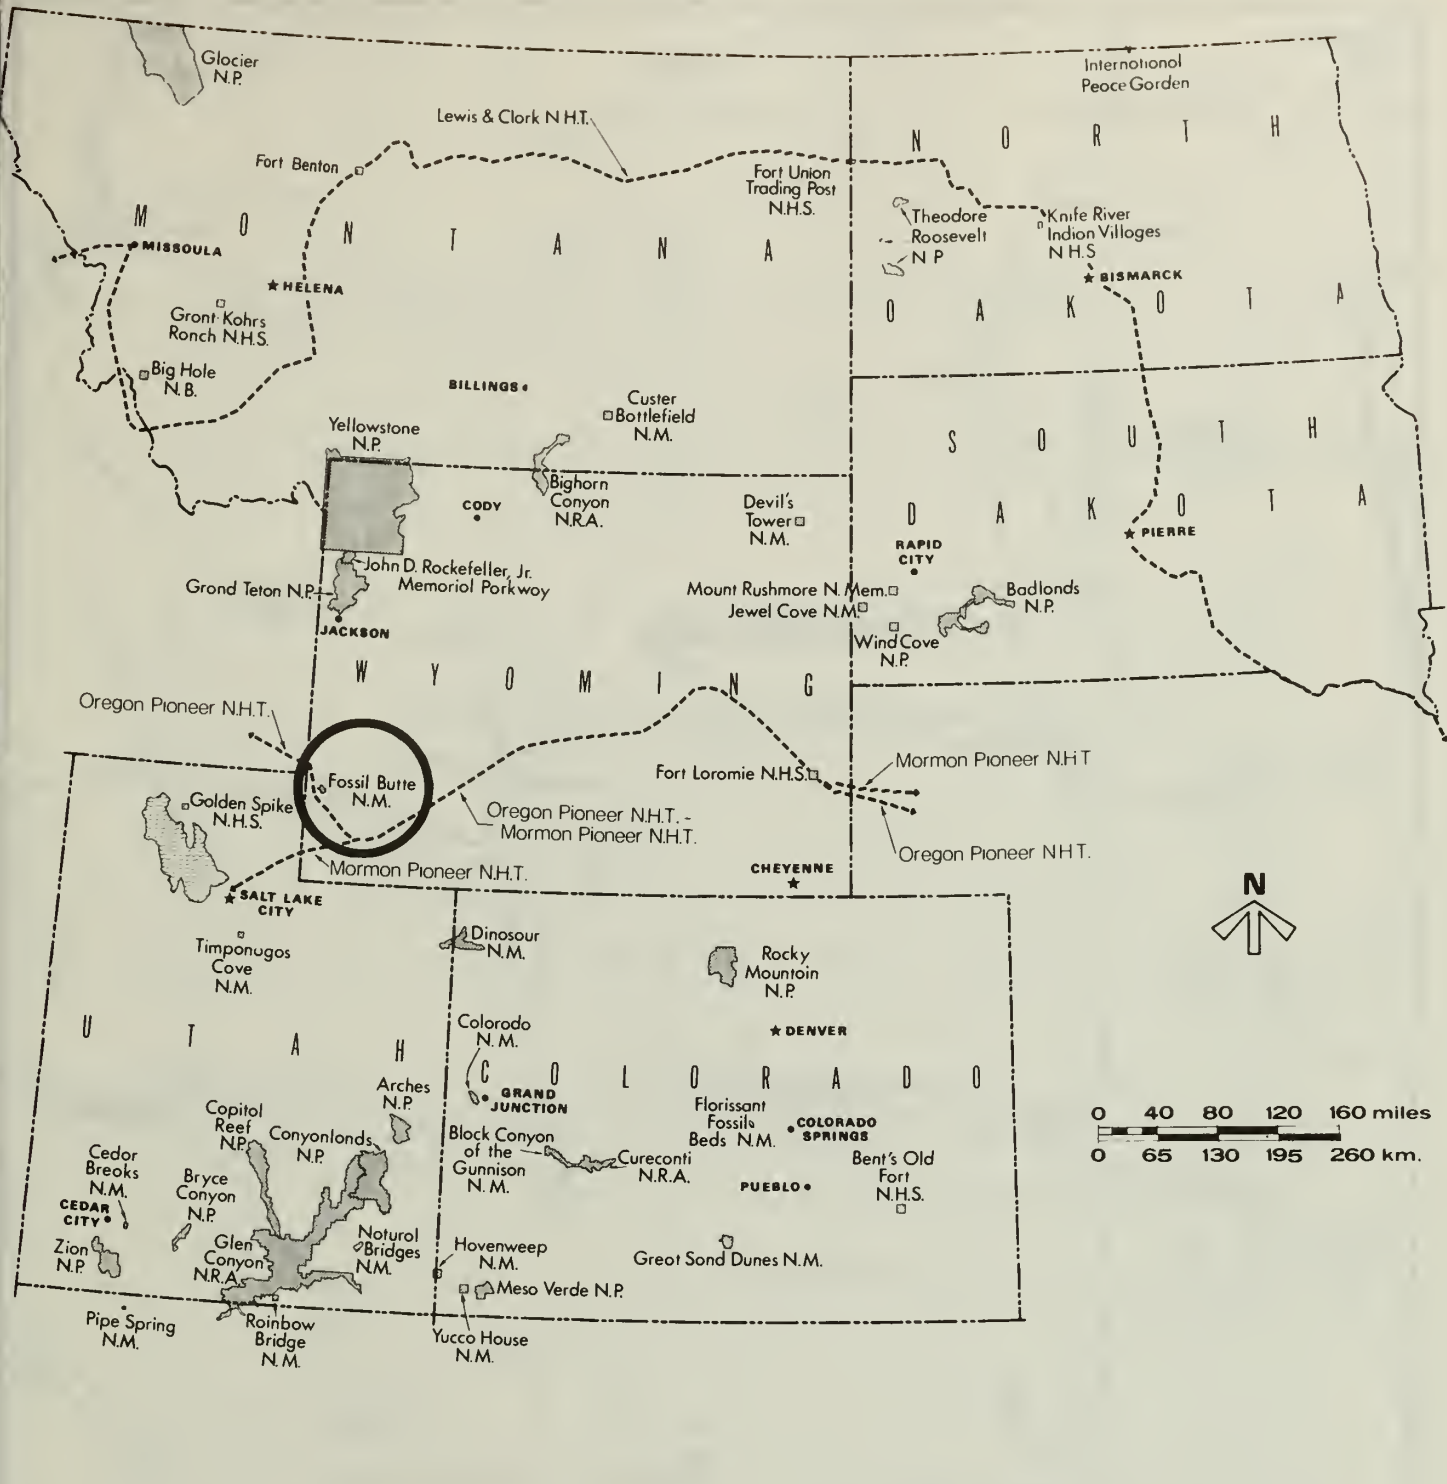 Glocier
N.P.
Internotionol
Peoce Gorden
Lewis & Clork N.H.T.
N O R T H
Fort Benton
Fort Union
Troding Post
N.H.S.
Theodore
Roosevelt
N P
Knife River
Indion Villoges
N H.S
M O N T A N A
MISSOULA
BISMARCK
HELENA
Gront-Kohrs
Ronch N.H.S.
D A K O T A
Big Hole
N.B.
BILLINGS
Custer
Bottlefield
N.M.
Yellowstone
N.P.
S O U T H
Bighorn
Conyon
N.R.A.
CODY
Devil's
Tower
N.M.
D A K O T A
PIERRE
RAPID
CITY
John D. Rockefeller, Jr.
Memoriol Porkwoy
Grond Teton N.P.
Mount Rushmore N. Mem.
Jewel Cove N.M.
Badlonds
N.P.
JACKSON
Wind Cove
N.P.
W Y O M I N G
Oregon Pioneer N.H.T.
Mormon Pioneer N.H.T
Fossil Butte
N.M.
Fort Loromie N.H.S.
Golden Spike
N.H.S.
Oregon Pioneer N.H.T. -
Mormon Pioneer N.H.T.
Oregon Pioneer N.H.T.
Mormon Pioneer N.H.T.
CHEYENNE
SALT LAKE
CITY
N
Timponugos
Cove
N.M.
Dinosour
N.M.
Rocky
Mountoin
N.P.
U T A H
Colorodo
N.M.
DENVER
C O L O R A D O
Arches
N.P.
GRAND
JUNCTION
Florissant
Fossil
Beds N.M.
COLORADO
SPRINGS
0 40 80 120 160 miles
0 65 130 195 260 km.
Copitol
Reef
N.P.
Conyonlonds
N.P.
Block Conyon
of the
Gunnison
N.M.
Cureconti
N.R.A.
Bent's Old
Fort
N.H.S.
Cedor
Breoks
N.M.
Bryce
Conyon
N.P.
PUEBLO
CEDAR
CITY
Zion
N.P.
Glen
Conyon
N.R.A.
Noturol
Bridges
N.M.
Hovenweep
N.M.
Greot Sond Dunes N.M.
Meso Verde N.P.
Pipe Spring
N.M.
Roinbow
Bridge
N.M.
Yucco House
N.M.